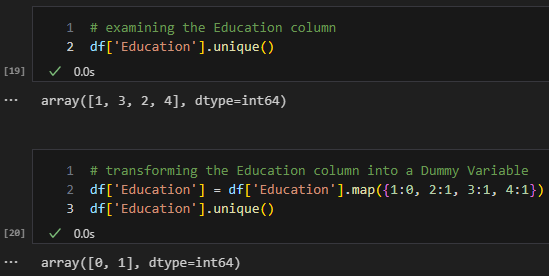 1 # examining the Education column
2 df['Education'].unique()
[19] ✓ 0.0s
... array([1, 3, 2, 4], dtype=int64)
1 # transforming the Education column into a Dummy Variable
2 df['Education'] = df['Education'].map({1:0, 2:1, 3:1, 4:1})
3 df['Education'].unique()
[20] ✓ 0.0s
... array([0, 1], dtype=int64)